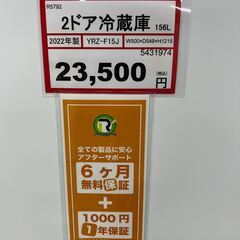 R5792
2ドア冷蔵庫 156L
2022年製 YRZ-F15J W500×D549×H1215
5431974
23,500 (税込) 円
全ての製品に安心
アフターサポート
6ヶ月
無料保証
+
1000円
1年保証